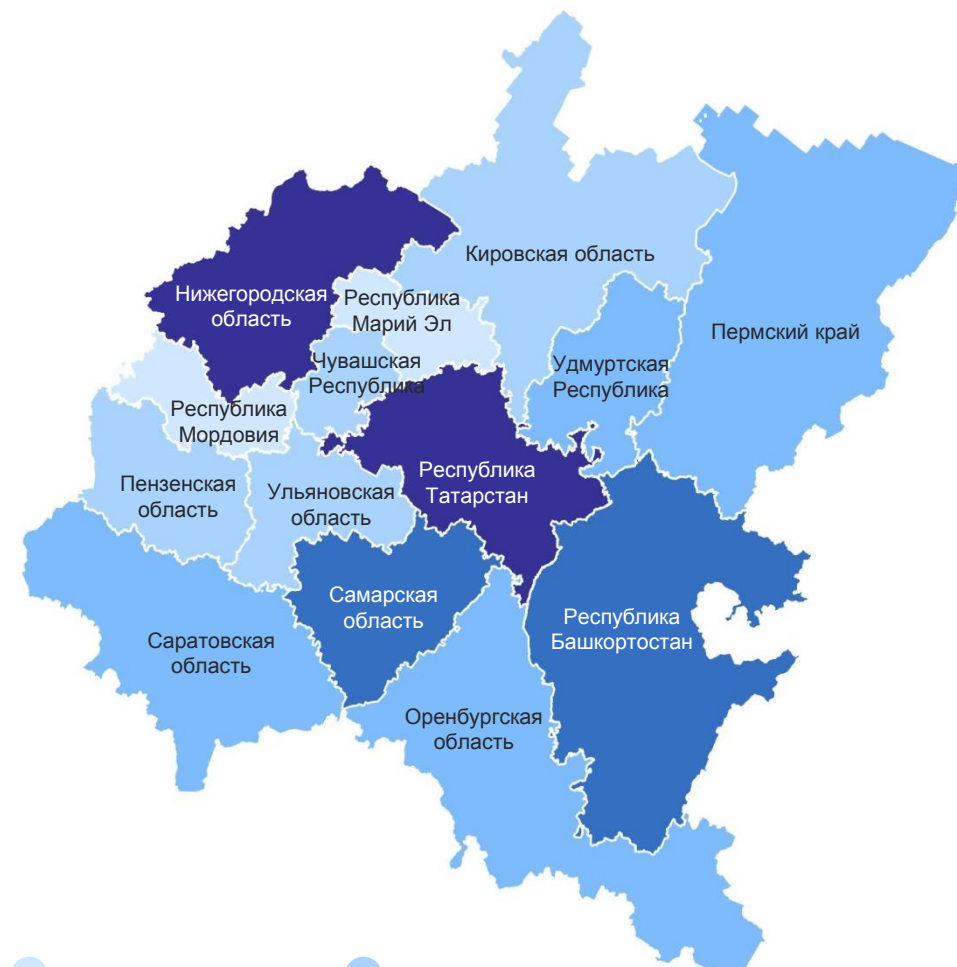 Кировская область
Нижегородская
область
Республика
Марий Эл
Пермский край
Чувашская
Республика
Удмуртская
Республика
Республика
Мордовия
Республика
Татарстан
Пензенская
область
Ульяновская
область
Самарская
область
Республика
Башкортостан
Саратовская
область
Оренбургская
область